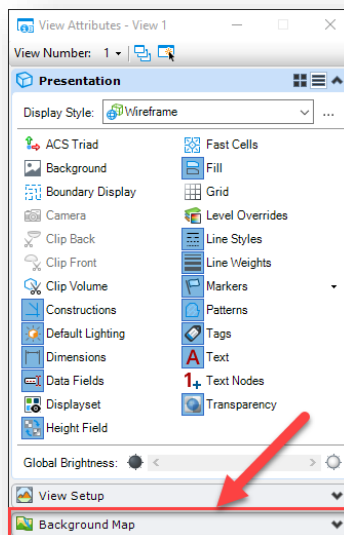 View Attributes - View 1
View Number: 1
Presentation
Display Style: Wireframe ...
ACS Triad Fast Cells
Background Fill
Boundary Display Grid
Camera Level Overrides
Clip Back Line Styles
Clip Front Line Weights
Clip Volume Markers
Constructions Patterns
Default Lighting Tags
Dimensions Text
Data Fields Text Nodes
Displayset Transparency
Height Field
Global Brightness:
View Setup
Background Map